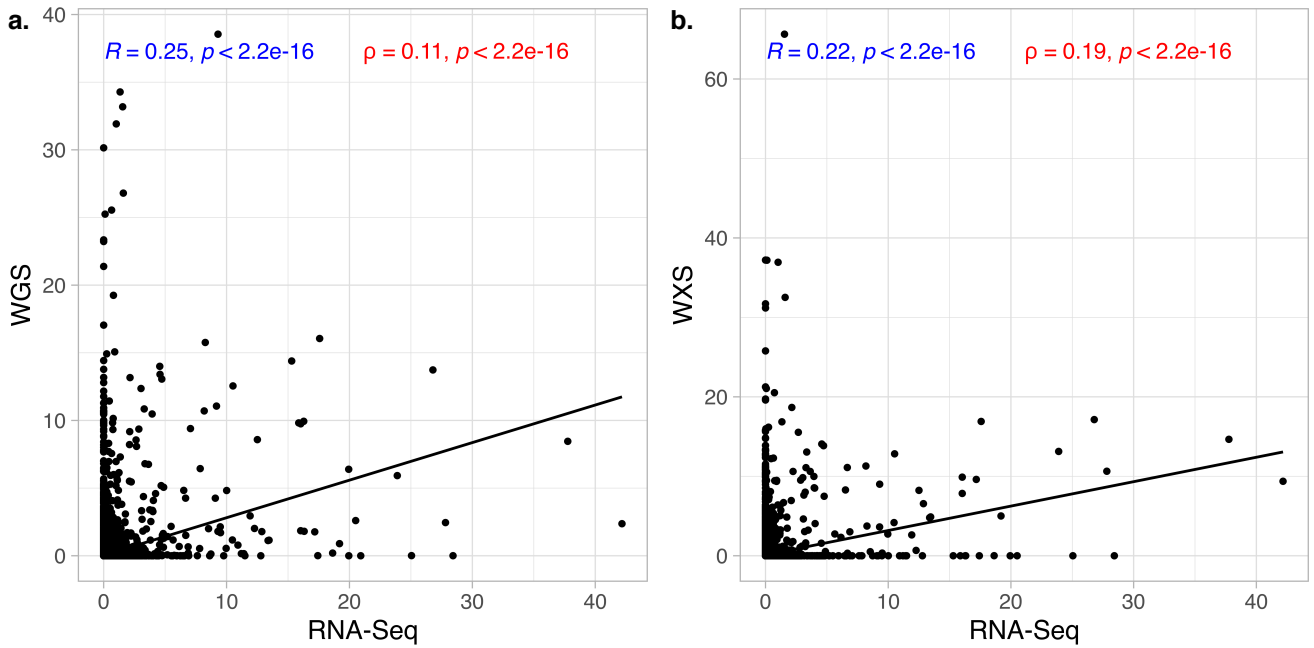 a.
R = 0.25, p < 2.2e-16
ρ = 0.11, p < 2.2e-16
WGS
40
30
20
10
0
0 10 20 30 40
RNA-Seq
b.
R = 0.22, p < 2.2e-16
ρ = 0.19, p < 2.2e-16
WXS
60
40
20
0
0 10 20 30 40
RNA-Seq